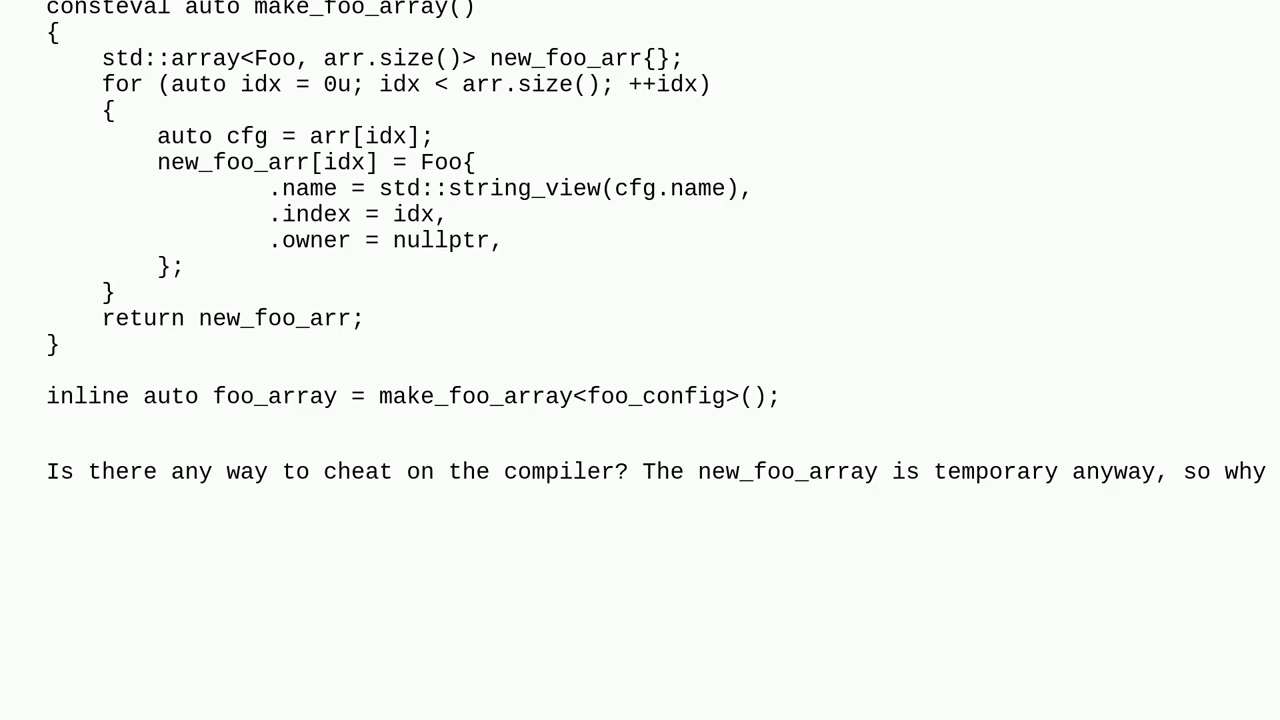 consteval auto make_foo_array()
{
    std::array<Foo, arr.size()> new_foo_arr{};
    for (auto idx = 0u; idx < arr.size(); ++idx)
    {
        auto cfg = arr[idx];
        new_foo_arr[idx] = Foo{
                .name = std::string_view(cfg.name),
                .index = idx,
                .owner = nullptr,
        };
    }
    return new_foo_arr;
}

inline auto foo_array = make_foo_array<foo_config>();

Is there any way to cheat on the compiler? The new_foo_array is temporary anyway, so why